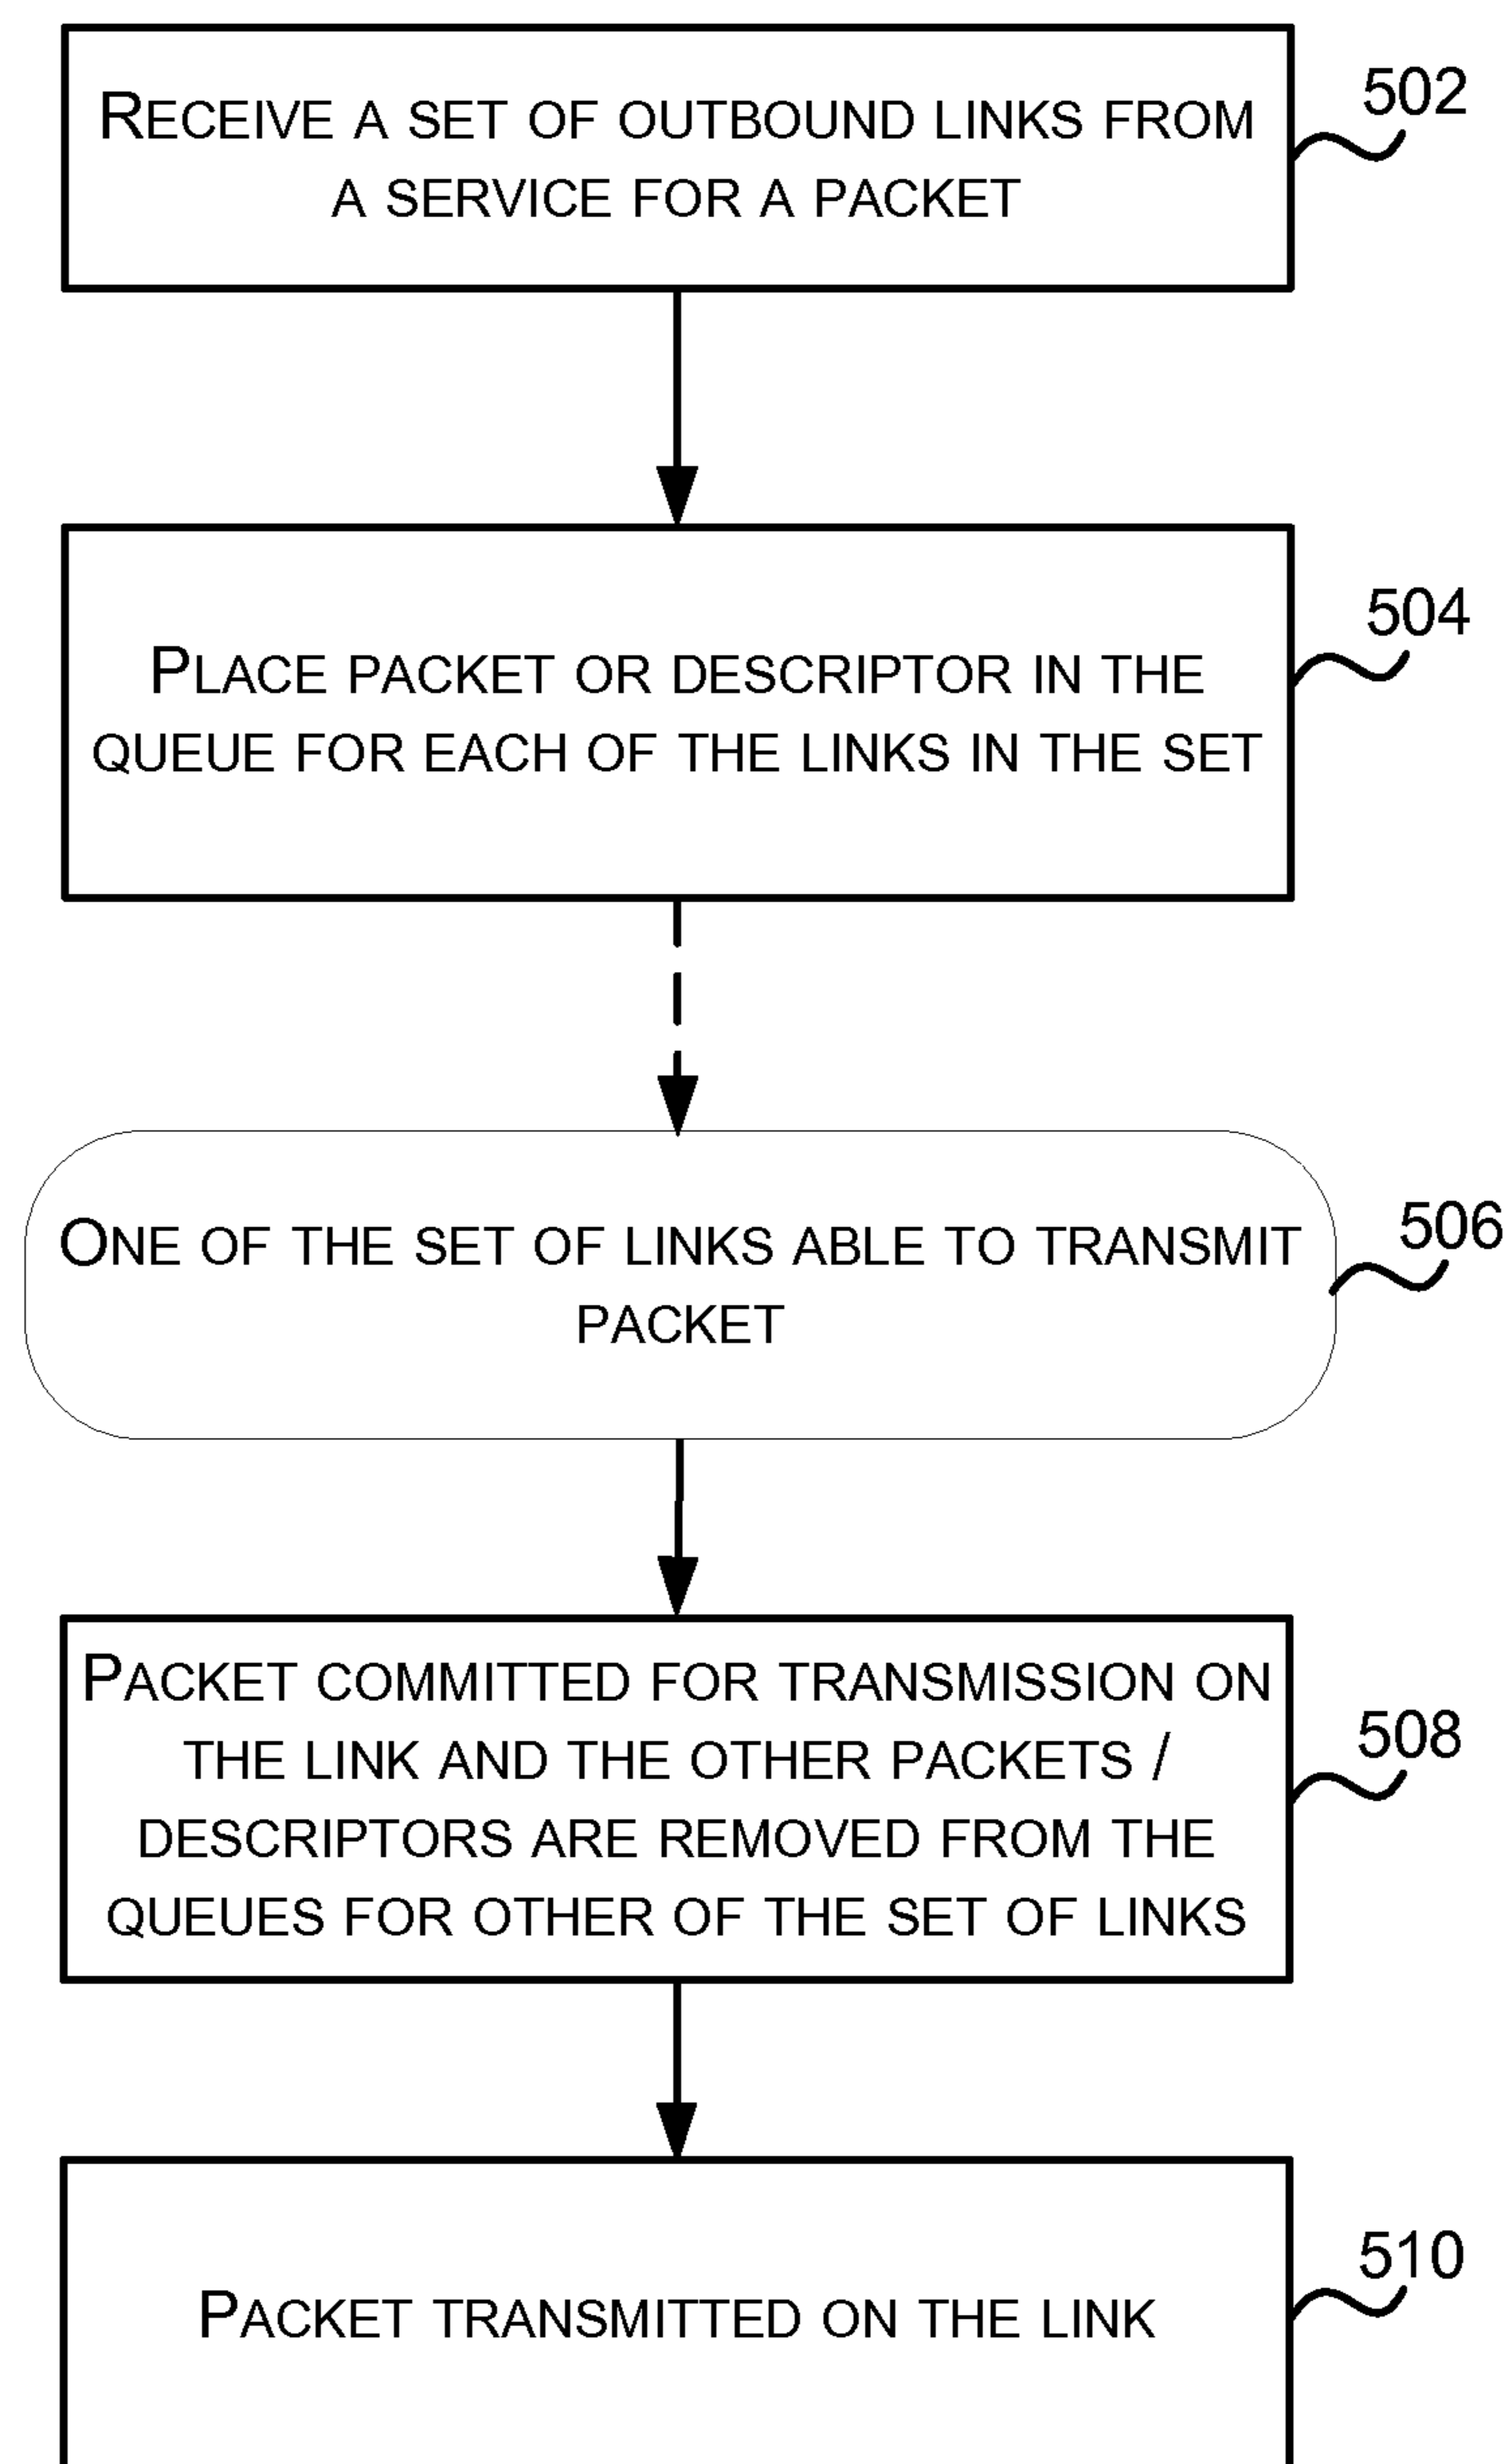 RECEIVE A SET OF OUTBOUND LINKS FROM
A SERVICE FOR A PACKET
502
PLACE PACKET OR DESCRIPTOR IN THE
QUEUE FOR EACH OF THE LINKS IN THE SET
504
ONE OF THE SET OF LINKS ABLE TO TRANSMIT
PACKET
506
PACKET COMMITTED FOR TRANSMISSION ON
THE LINK AND THE OTHER PACKETS /
DESCRIPTORS ARE REMOVED FROM THE
QUEUES FOR OTHER OF THE SET OF LINKS
508
PACKET TRANSMITTED ON THE LINK
510